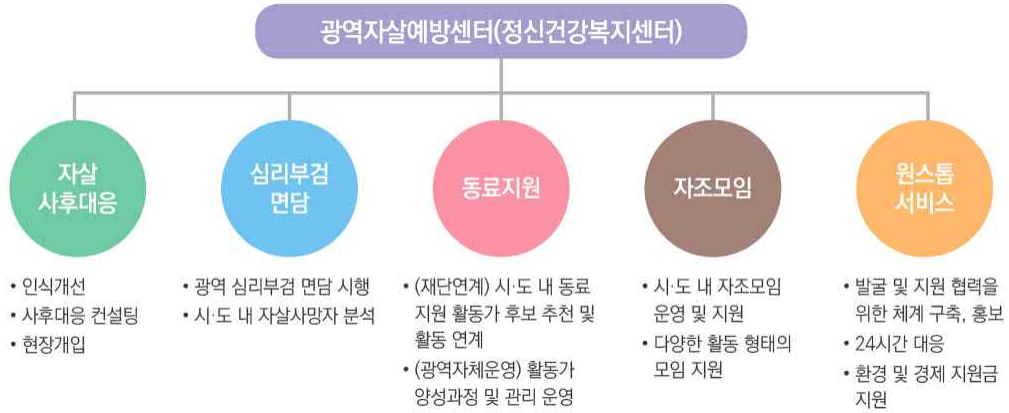 광역자살예방센터(정신건강복지센터)
자살
사후대응
심리부검
면담
동료지원
자조모임
원스톱
서비스
• 인식개선
• 사후대응 컨설팅
• 현장개입
• 광역 심리부검 면담 시행
• 시·도 내 자살사망자 분석
• (재단연계) 시·도 내 동료
지원 활동가 후보 추천 및
활동 연계
• (광역자체운영) 활동가
양성과정 및 관리 운영
• 시·도 내 자조모임
운영 및 지원
• 다양한 활동 형태의
모임 지원
• 발굴 및 지원 협력을
위한 체계 구축, 홍보
• 24시간 대응
• 환경 및 경제 지원금
지원